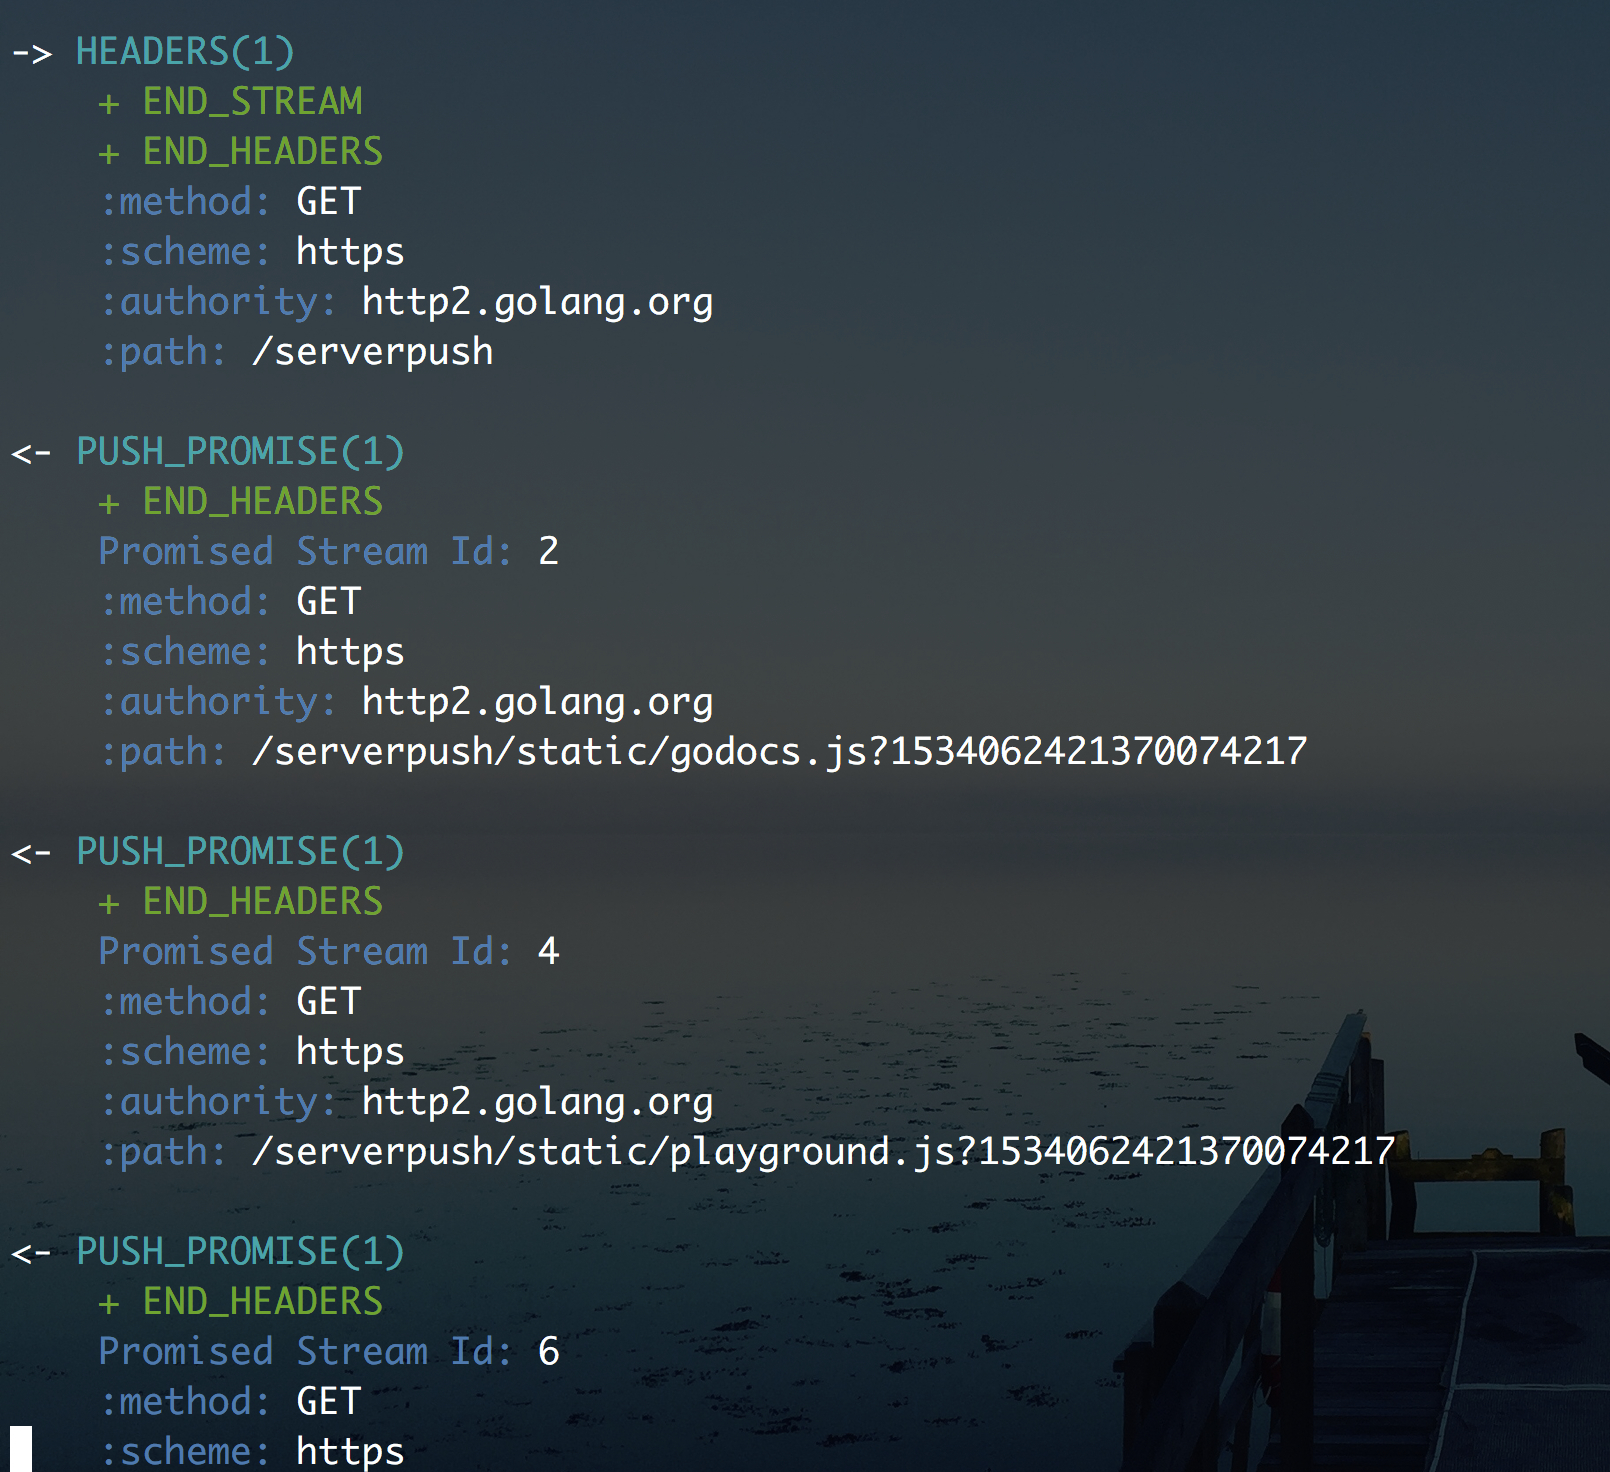 -> HEADERS(1)
+ END_STREAM
+ END_HEADERS
:method: GET
:scheme: https
:authority: http2.golang.org
:path: /serverpush
<- PUSH_PROMISE(1)
+ END_HEADERS
Promised Stream Id: 2
:method: GET
:scheme: https
:authority: http2.golang.org
:path: /serverpush/static/godocs.js?1534062421370074217
<- PUSH_PROMISE(1)
+ END_HEADERS
Promised Stream Id: 4
:method: GET
:scheme: https
:authority: http2.golang.org
:path: /serverpush/static/playground.js?1534062421370074217
<- PUSH_PROMISE(1)
+ END_HEADERS
Promised Stream Id: 6
:method: GET
:scheme: https